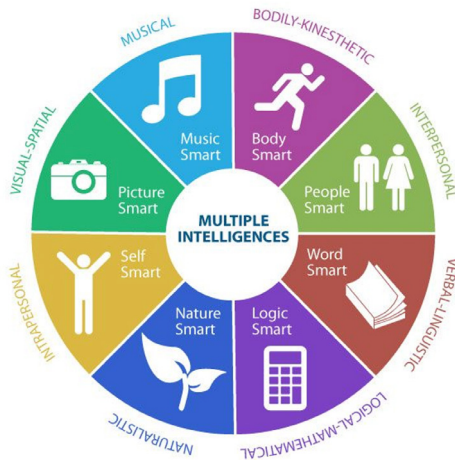 MUSICAL
BODILY-KINESTHETIC
INTERPERSONAL
VERBAL-LINGUISTIC
LOGICAL-MATHEMATICAL
NATURALISTIC
INTRAPERSONAL
VISUAL-SPATIAL
Music
Smart
Body
Smart
People
Smart
Word
Smart
Logic
Smart
Nature
Smart
Self
Smart
Picture
Smart
MULTIPLE
INTELLIGENCES